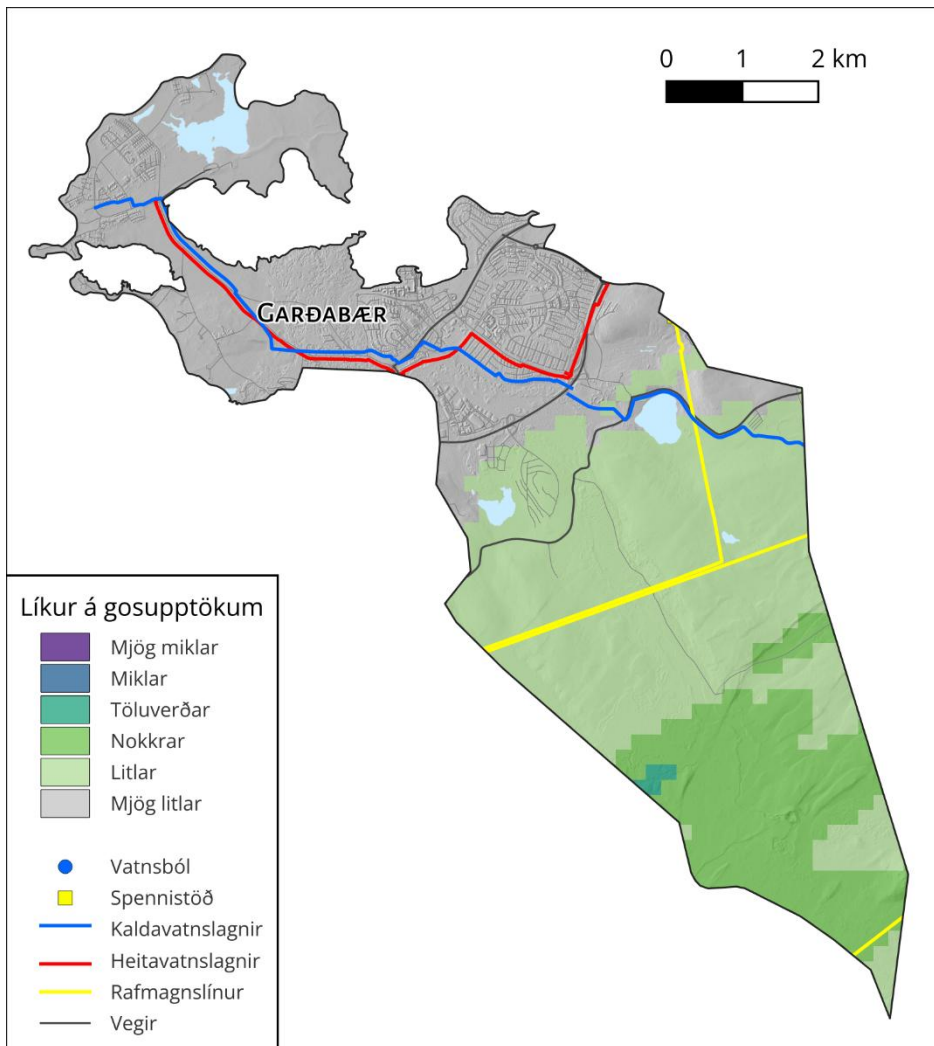 0 1 2 km
GARÐABÆR
Líkur á gosupptökum
Mjög miklar
Miklar
Töluverðar
Nokkrar
Litlar
Mjög litlar
Vatnsból
Spennistöð
Kaldavatnslagnir
Heitavatnslagnir
Rafmagnslínur
Vegir